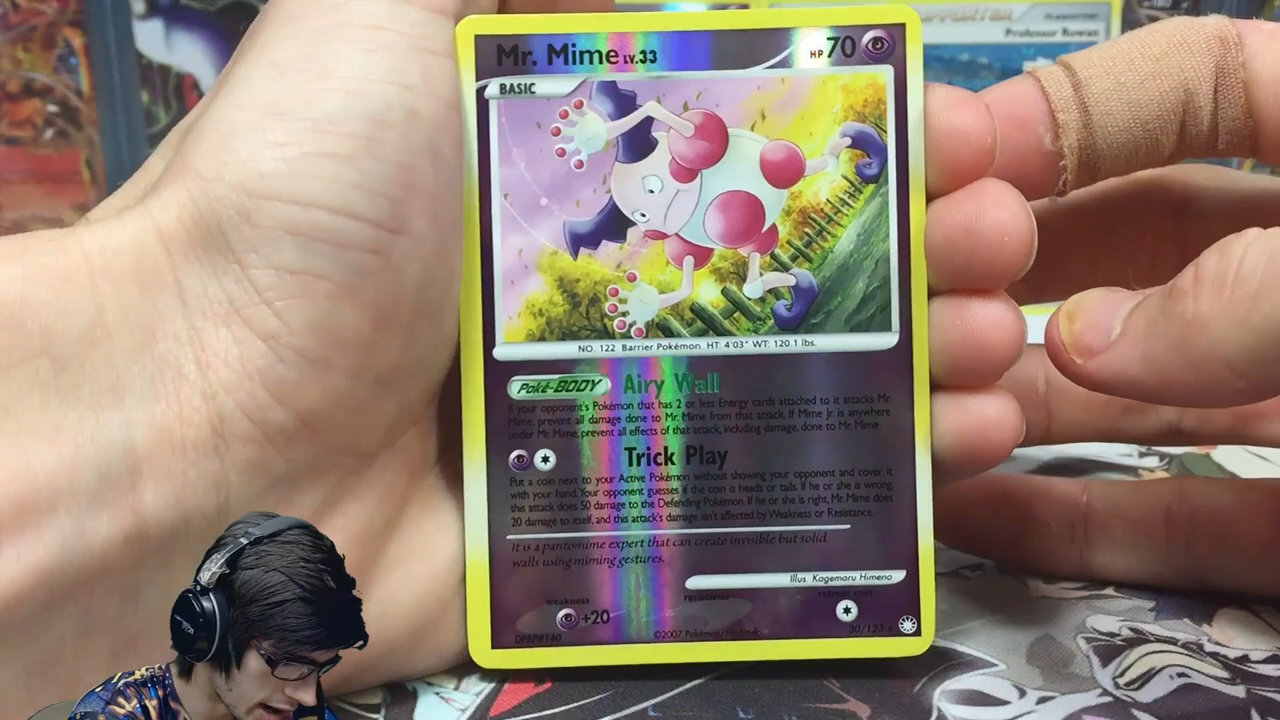 SUPPORTER
Professor Rowan
Mr. Mime LV.33
HP 70
BASIC
NO. 122 Barrier Pokémon HT: 4'03" WT: 120.1 lbs.
Poké-BODY Airy Wall
If your opponent's Pokémon that has 2 or less Energy cards attached to it attacks Mr.
Mime, prevent all damage done to Mr. Mime from that attack. If Mime Jr. is anywhere
under Mr. Mime, prevent all effects of that attack, including damage, done to Mr. Mime.
Trick Play
Put a coin next to your Active Pokémon without showing your opponent and cover it
with your hand. Your opponent guesses if the coin is heads or tails. If he or she is wrong,
this attack does 50 damage to the Defending Pokémon. If he or she is right, Mr. Mime does
20 damage to itself, and this attack's damage isn't affected by Weakness or Resistance.
It is a pantomime expert that can create invisible but solid
walls using miming gestures.
Illus. Kagemaru Himeno
weakness resistance retreat cost
+20
DPBP#140 ©2007 Pokémon/Nintendo 30/123